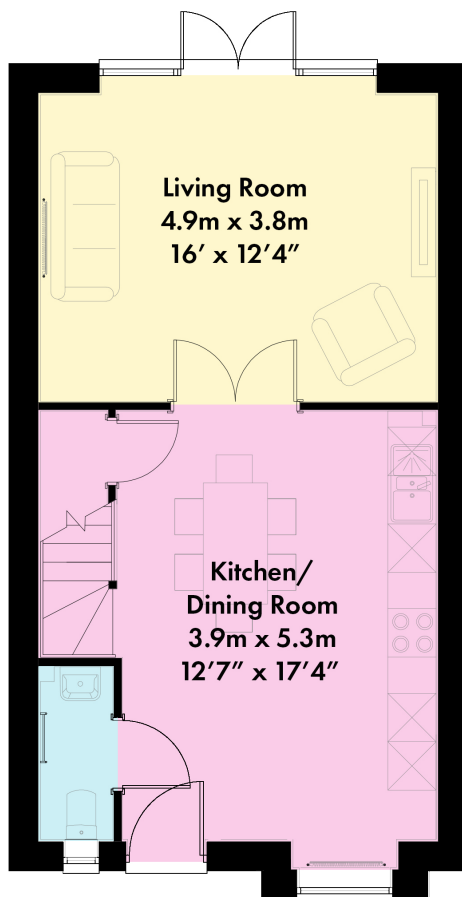 Living Room
4.9m x 3.8m
16’ x 12’4”
Kitchen/
Dining Room
3.9m x 5.3m
12’7” x 17’4”